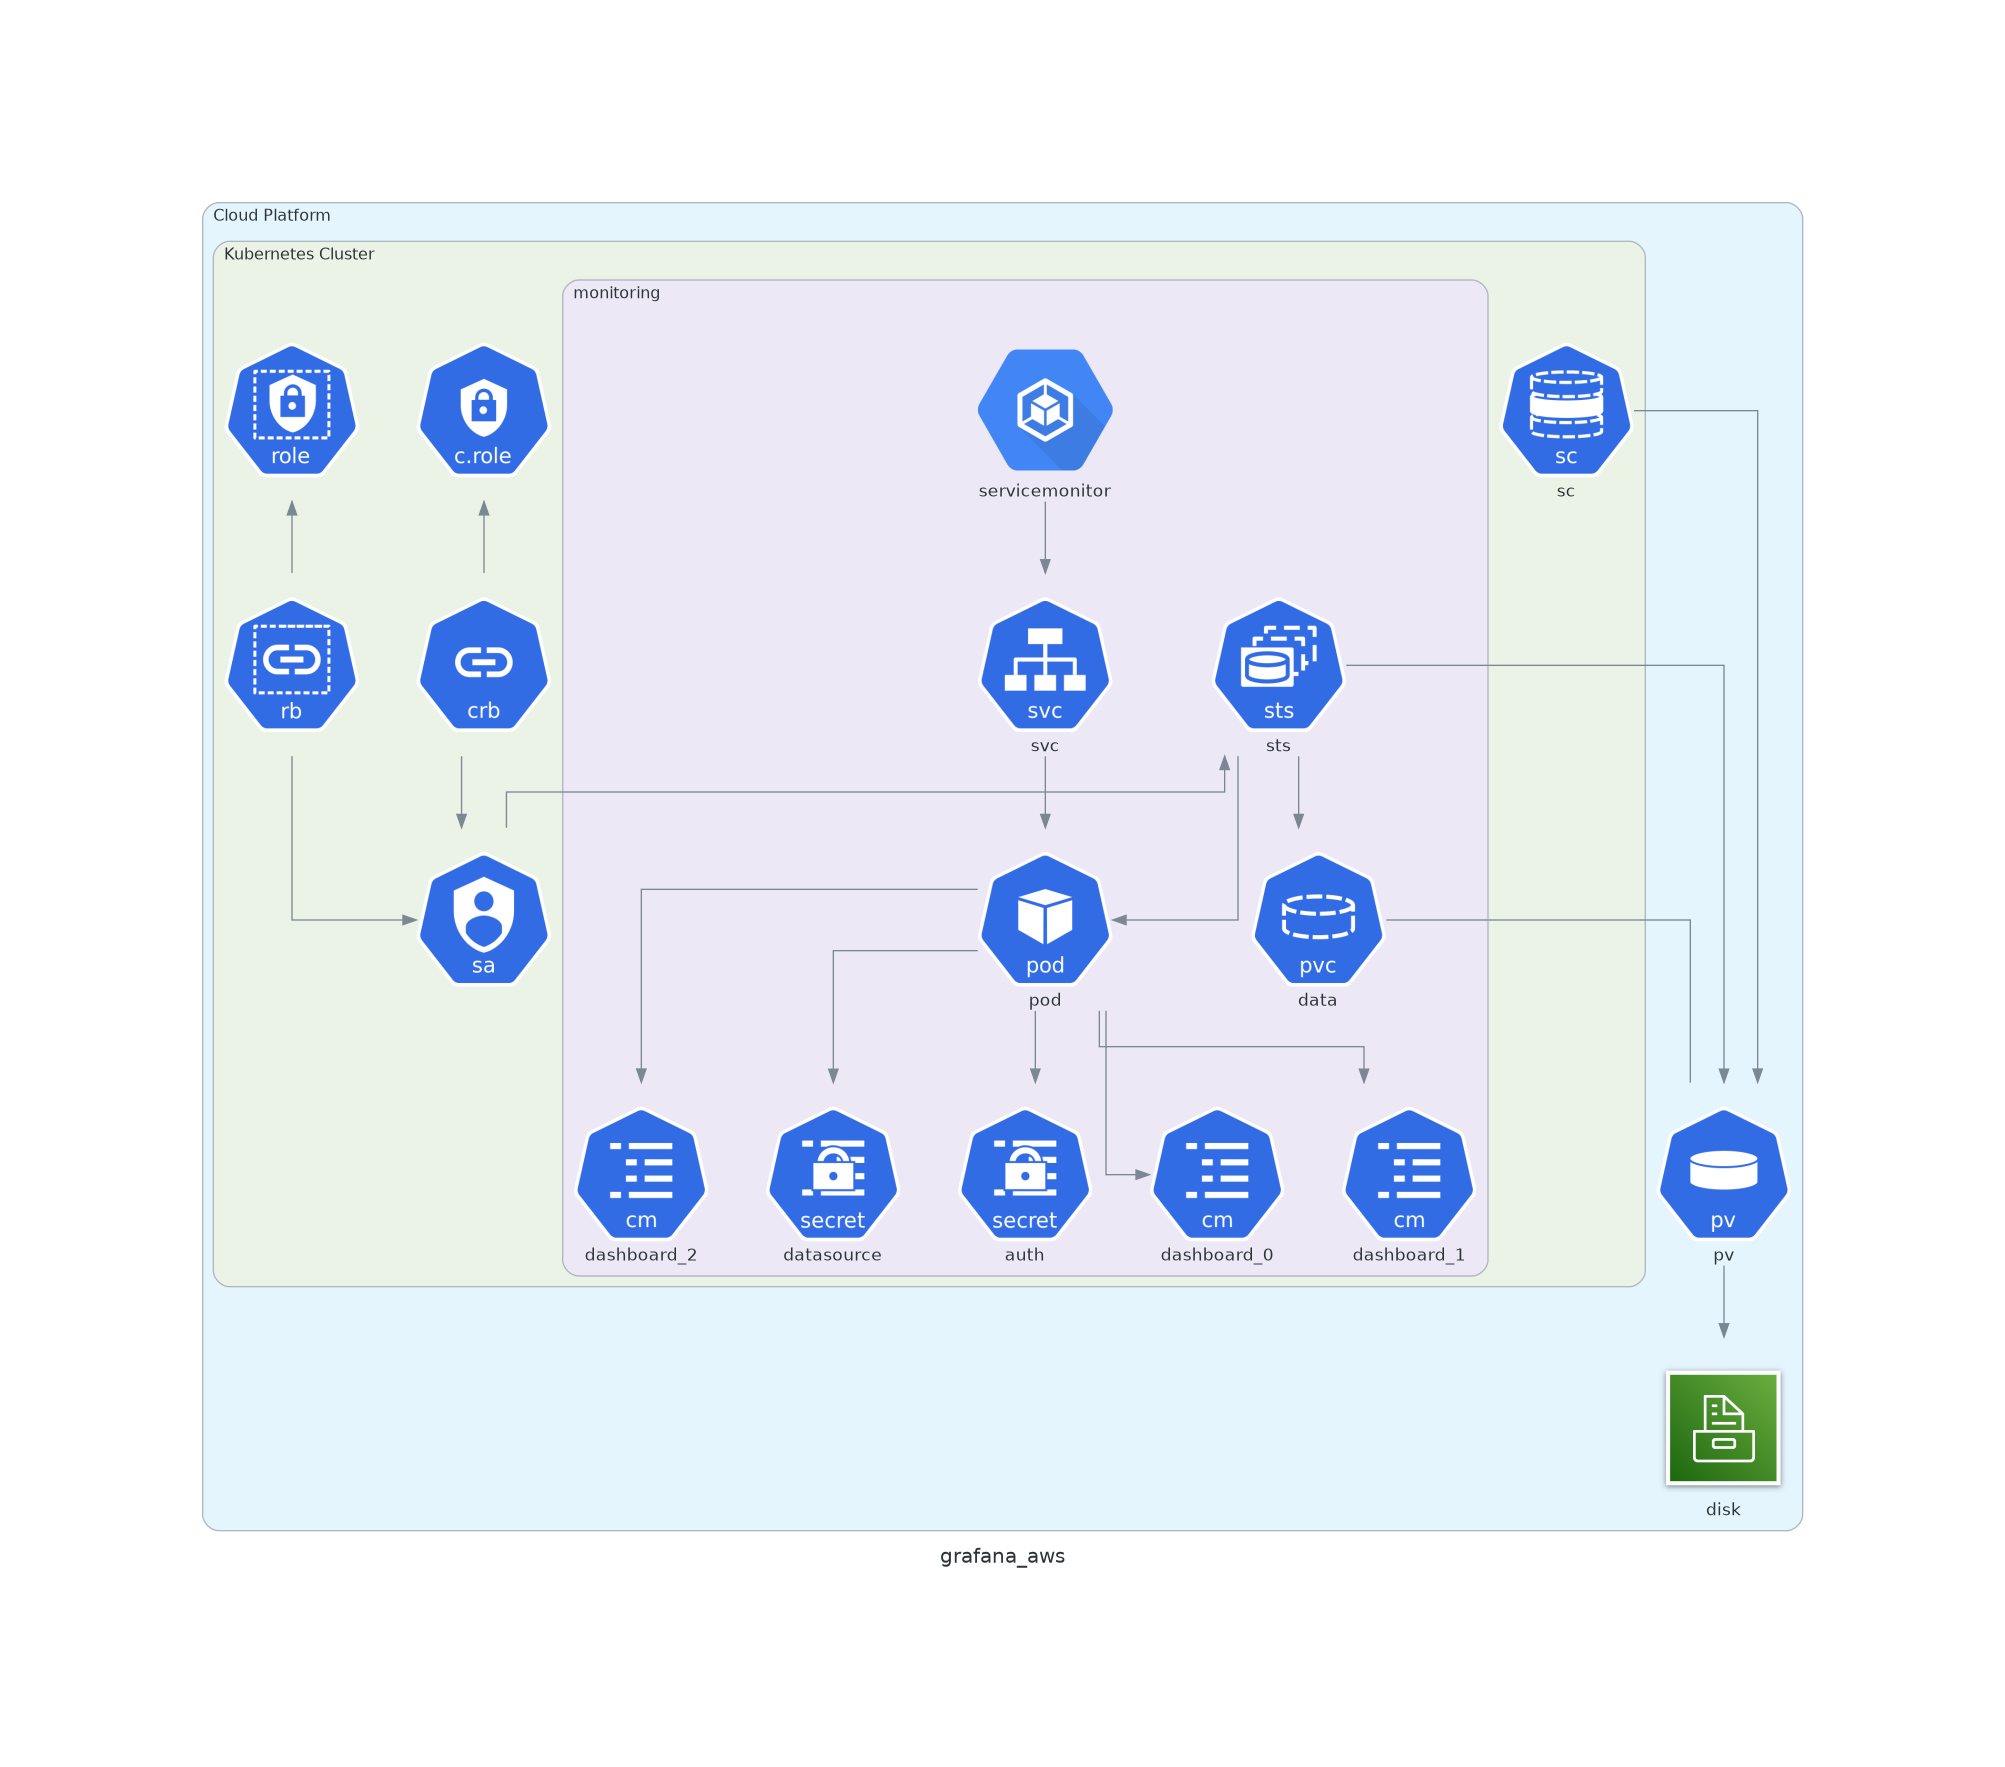 Cloud Platform
Kubernetes Cluster
monitoring
role
c.role
servicemonitor
sc
sc
rb
crb
svc
svc
sts
sts
sa
pod
pod
pvc
data
cm
dashboard_2
secret
datasource
secret
auth
cm
dashboard_0
cm
dashboard_1
pv
pv
disk
grafana_aws